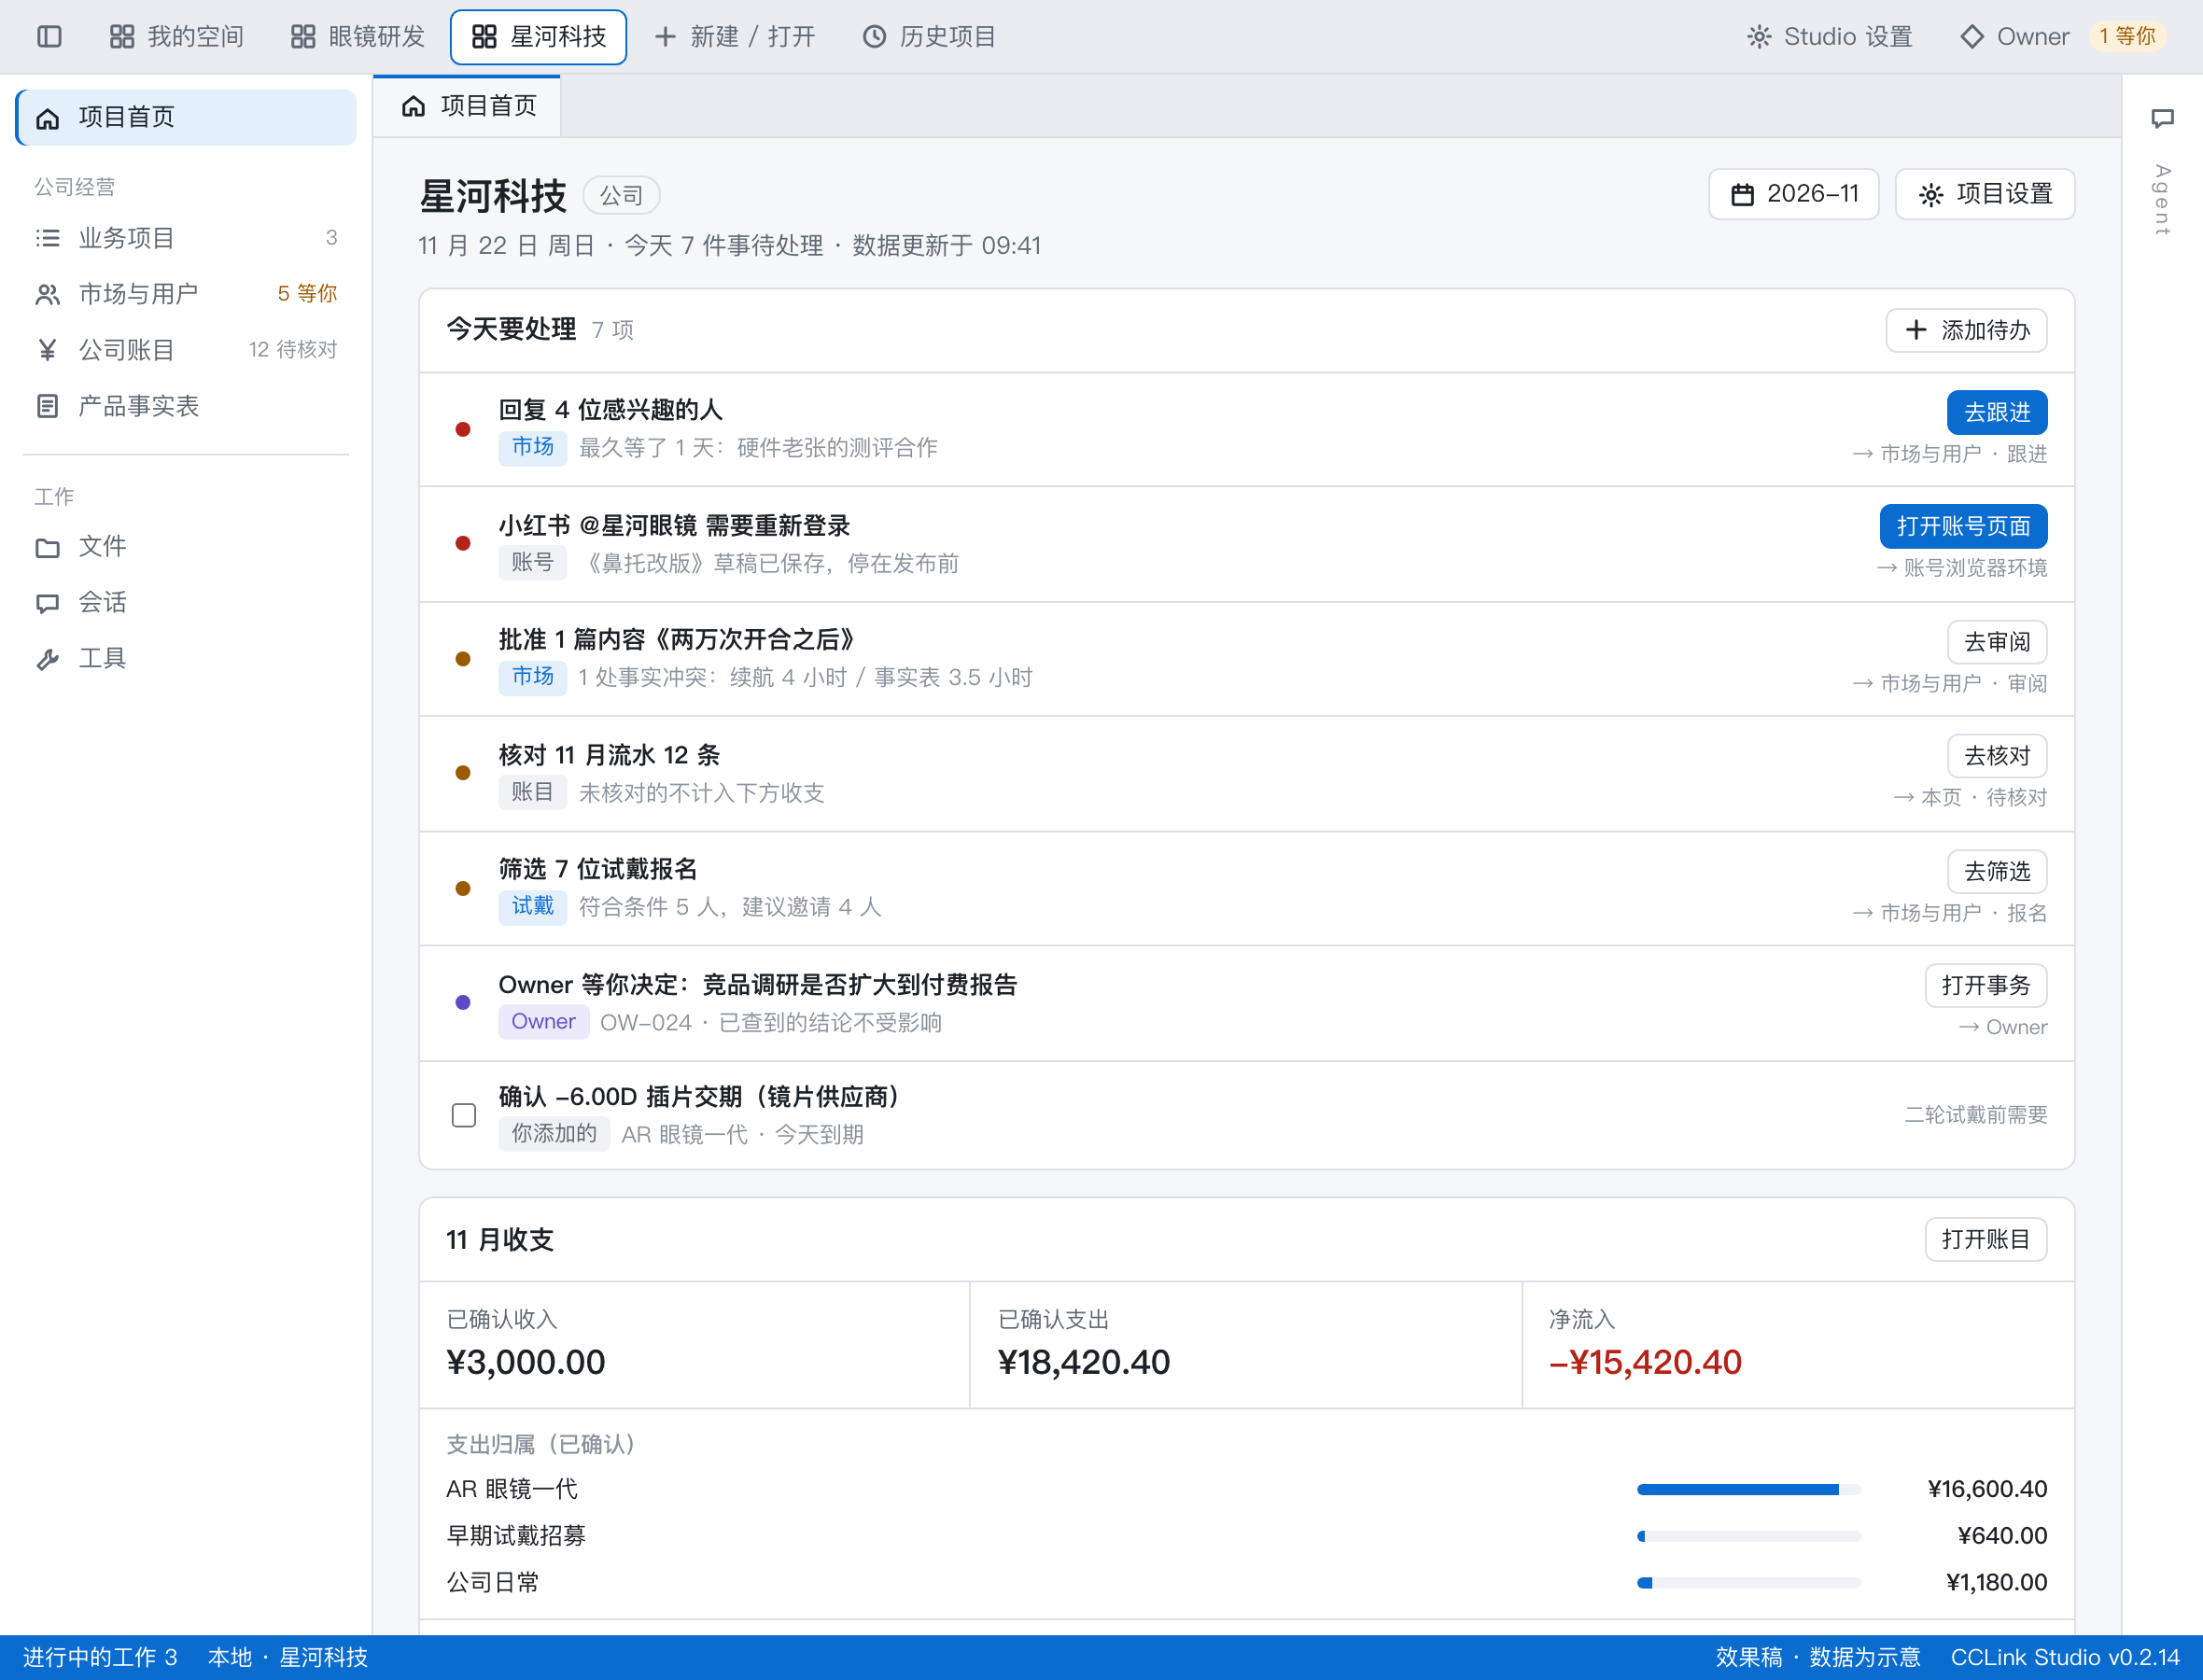 我的空间
眼镜研发
星河科技
新建 / 打开
历史项目
Studio 设置
Owner
1 等你
项目首页
公司经营
业务项目 3
市场与用户 5 等你
公司账目 12 待核对
产品事实表
工作
文件
会话
工具
项目首页
Agent
星河科技 公司
2026-11
项目设置
11 月 22 日 周日 · 今天 7 件事待处理 · 数据更新于 09:41
今天要处理 7 项
添加待办
回复 4 位感兴趣的人
市场 最久等了 1 天：硬件老张的测评合作
去跟进
→ 市场与用户 · 跟进
小红书 @星河眼镜 需要重新登录
账号 《鼻托改版》草稿已保存，停在发布前
打开账号页面
→ 账号浏览器环境
批准 1 篇内容《两万次开合之后》
市场 1 处事实冲突：续航 4 小时 / 事实表 3.5 小时
去审阅
→ 市场与用户 · 审阅
核对 11 月流水 12 条
账目 未核对的不计入下方收支
去核对
→ 本页 · 待核对
筛选 7 位试戴报名
试戴 符合条件 5 人，建议邀请 4 人
去筛选
→ 市场与用户 · 报名
Owner 等你决定：竞品调研是否扩大到付费报告
Owner OW-024 · 已查到的结论不受影响
打开事务
→ Owner
确认 -6.00D 插片交期（镜片供应商）
你添加的 AR 眼镜一代 · 今天到期
二轮试戴前需要
11 月收支
打开账目
已确认收入
¥3,000.00
已确认支出
¥18,420.40
净流入
-¥15,420.40
支出归属（已确认）
AR 眼镜一代 ¥16,600.40
早期试戴招募 ¥640.00
公司日常 ¥1,180.00
进行中的工作 3
本地 · 星河科技
效果稿 · 数据为示意
CCLink Studio v0.2.14